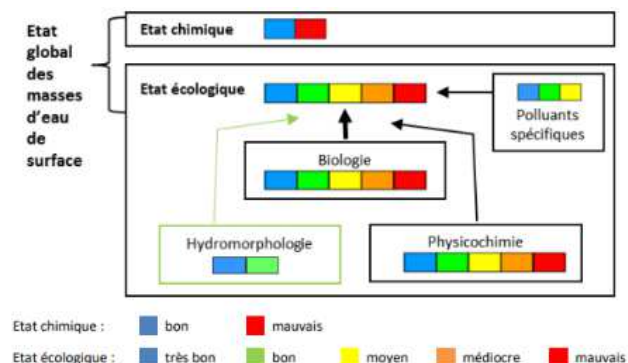 Etat
global
des
masses
d'eau
de
surface
Etat chimique
Etat écologique
Polluants
spécifiques
Biologie
Hydromorphologie
Physicochimie
Etat chimique : bon mauvais
Etat écologique : très bon bon moyen médiocre mauvais